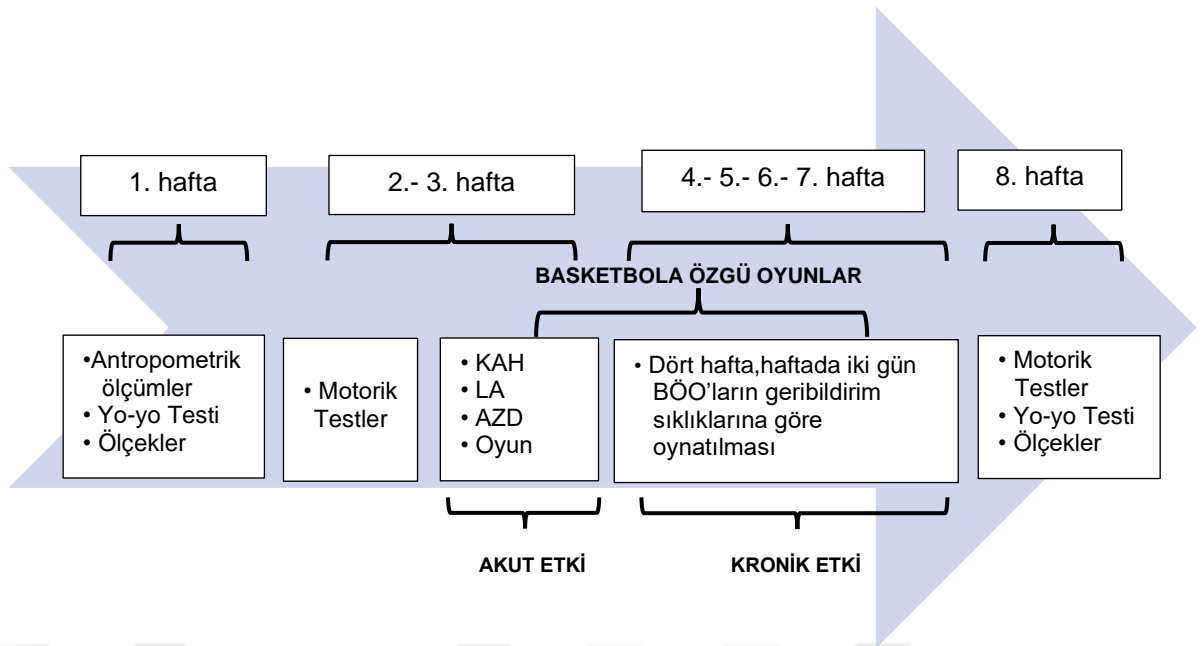 1. hafta
2.- 3. hafta
4.- 5.- 6.- 7. hafta
8. hafta
BASKETBOLA ÖZGÜ OYUNLAR
•Antropometrik
ölçümler
• Yo-yo Testi
• Ölçekler
• Motorik
Testler
• KAH
• LA
• AZD
• Oyun
• Dört hafta,haftada iki gün
BÖO’ların geribildirim
sıklıklarına göre
oynatılması
• Motorik
Testler
• Yo-yo Testi
• Ölçekler
AKUT ETKİ
KRONİK ETKİ